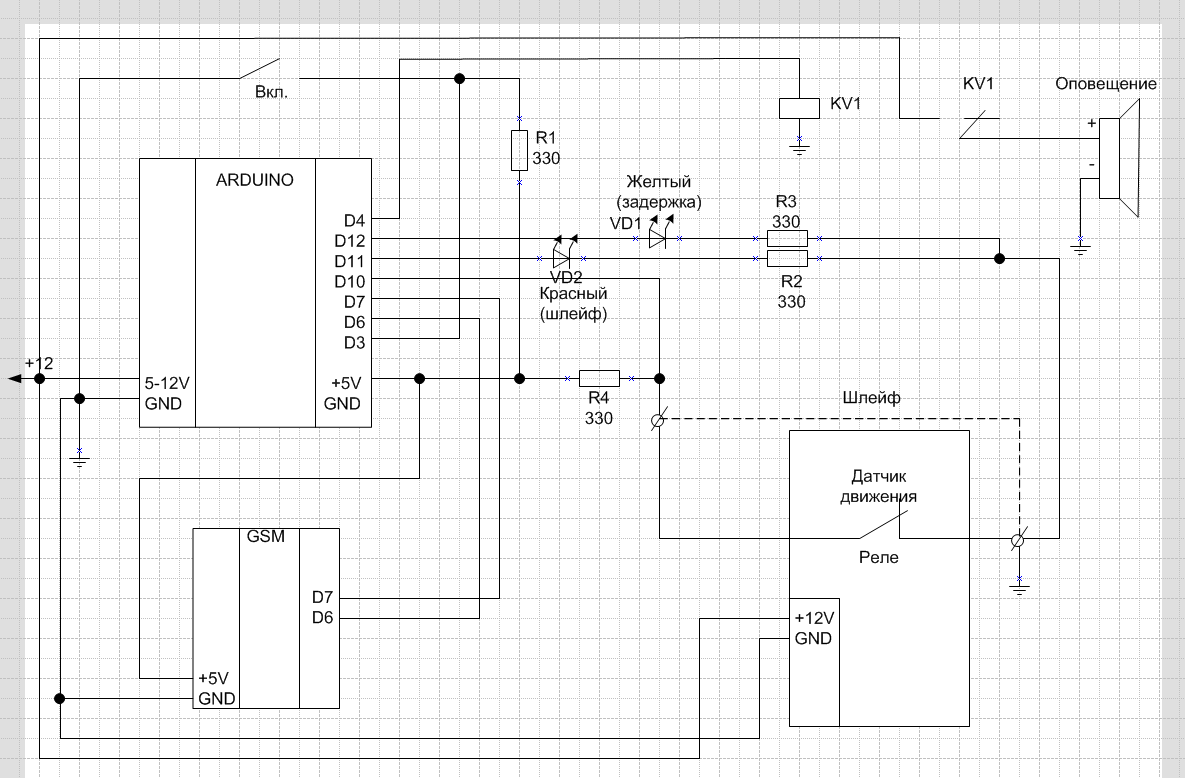 Вкл.
KV1
KV1
Оповещение
+
-
R1
330
ARDUINO
Желтый
(задержка)
VD1
R3
330
D4
D12
D11
D10
D7
D6
D3
VD2
Красный
(шлейф)
R2
330
+12
5-12V
GND
+5V
GND
R4
330
Шлейф
Датчик
движения
Реле
GSM
D7
D6
+12V
GND
+5V
GND